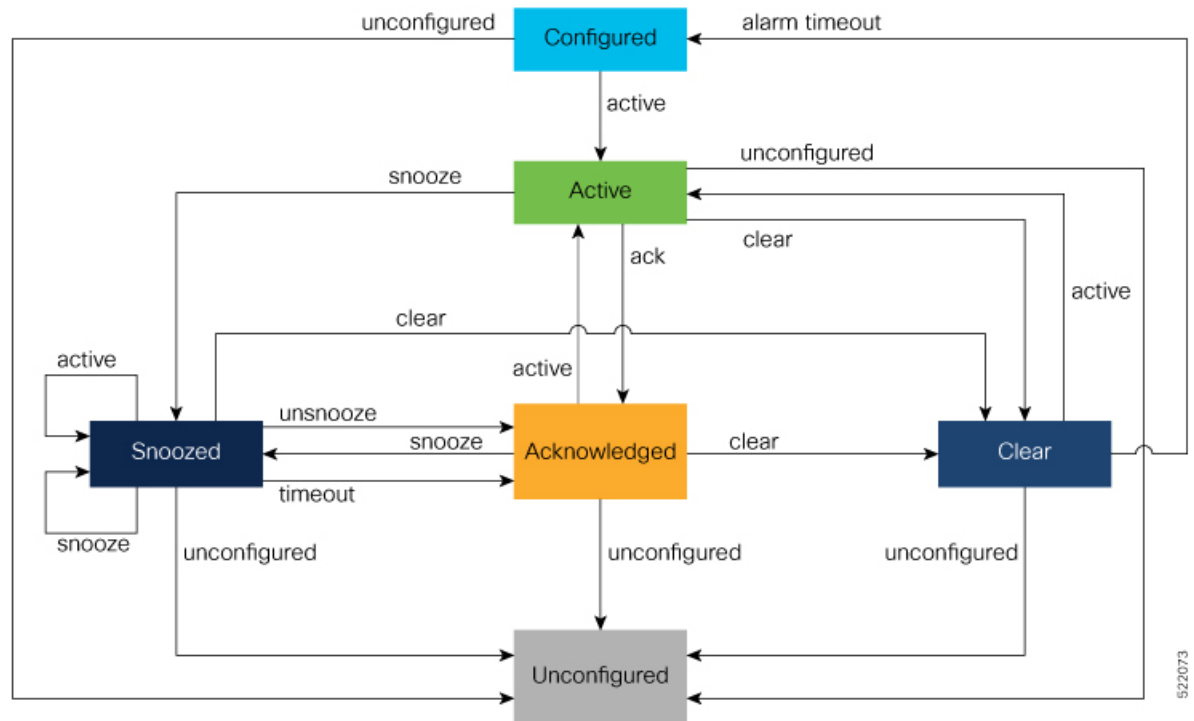 unconfigured
Configured
alarm timeout
active
unconfigured
snooze
Active
clear
ack
active
clear
active
active
unsnooze
Snoozed
snooze
Acknowledged
clear
Clear
timeout
snooze
unconfigured
unconfigured
unconfigured
Unconfigured
522073